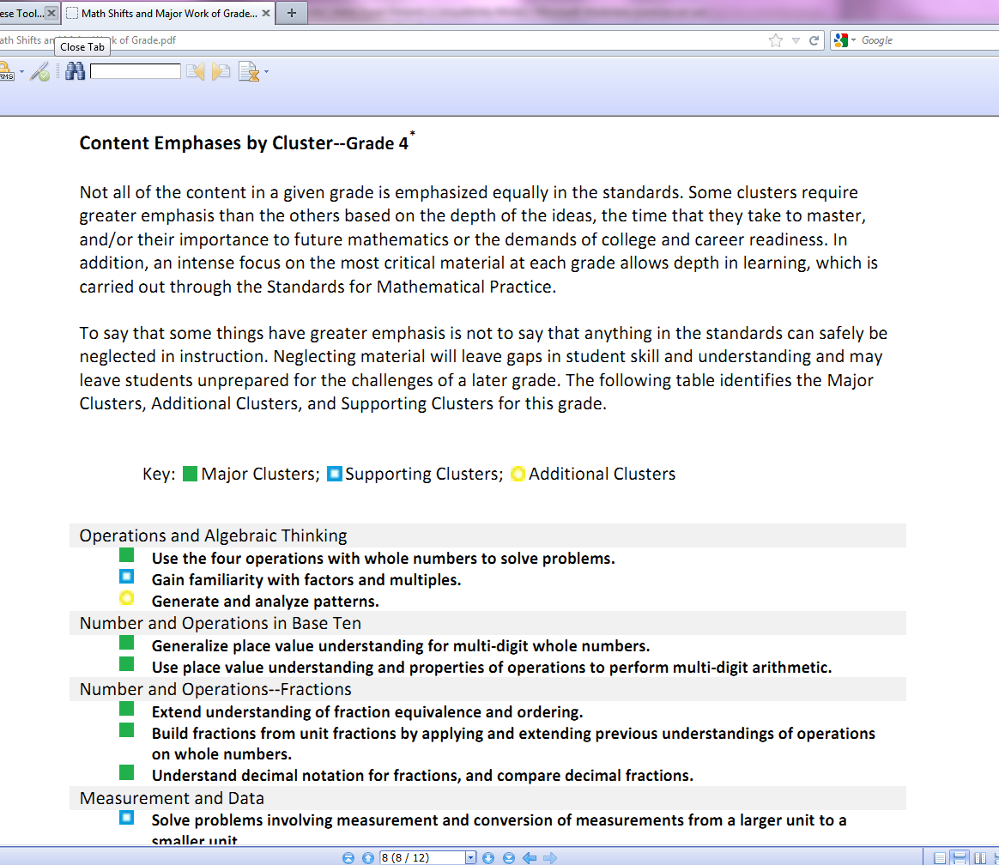 ese Tool...
Math Shifts and Major Work of Grade...
ath Shifts an k of Grade.pdf
Google
Close Tab
RMS
Content Emphases by Cluster--Grade 4*
Not all of the content in a given grade is emphasized equally in the standards. Some clusters require
greater emphasis than the others based on the depth of the ideas, the time that they take to master,
and/or their importance to future mathematics or the demands of college and career readiness. In
addition, an intense focus on the most critical material at each grade allows depth in learning, which is
carried out through the Standards for Mathematical Practice.
To say that some things have greater emphasis is not to say that anything in the standards can safely be
neglected in instruction. Neglecting material will leave gaps in student skill and understanding and may
leave students unprepared for the challenges of a later grade. The following table identifies the Major
Clusters, Additional Clusters, and Supporting Clusters for this grade.
Key: Major Clusters; Supporting Clusters; Additional Clusters
Operations and Algebraic Thinking
Use the four operations with whole numbers to solve problems.
Gain familiarity with factors and multiples.
Generate and analyze patterns.
Number and Operations in Base Ten
Generalize place value understanding for multi-digit whole numbers.
Use place value understanding and properties of operations to perform multi-digit arithmetic.
Number and Operations--Fractions
Extend understanding of fraction equivalence and ordering.
Build fractions from unit fractions by applying and extending previous understandings of operations
on whole numbers.
Understand decimal notation for fractions, and compare decimal fractions.
Measurement and Data
Solve problems involving measurement and conversion of measurements from a larger unit to a
smaller unit
8 (8 / 12)